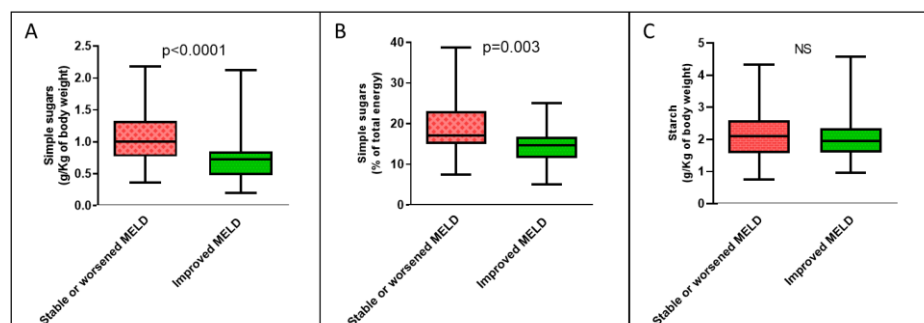 A
p<0.0001
Simple sugars
(g/Kg of body weight)
2.5
2.0
1.5
1.0
0.5
0.0
Stable or worsened MELD
Improved MELD
B
p=0.003
Simple sugars
(% of total energy)
40
30
20
10
0
Stable or worsened MELD
Improved MELD
C
NS
Starch
(g/Kg of body weight)
5
4
3
2
1
0
Stable or worsened MELD
Improved MELD